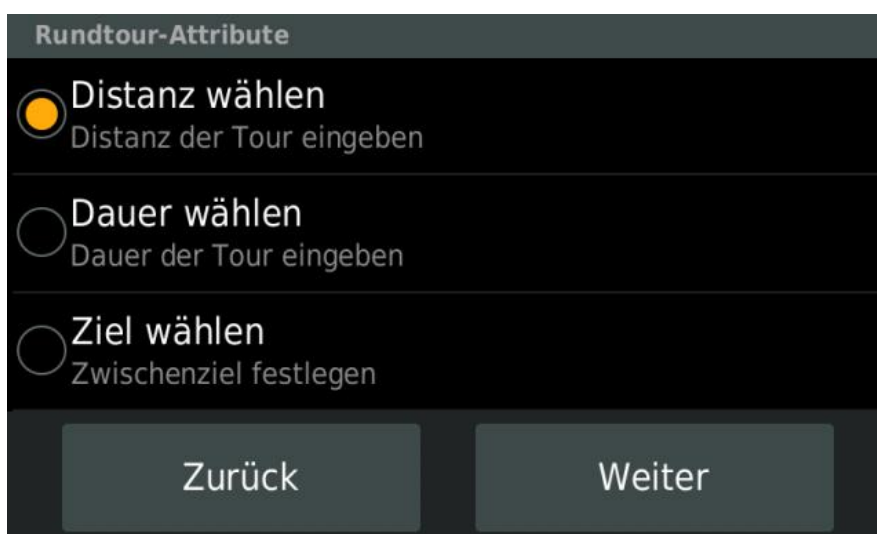 Rundtour-Attribute
Distanz wählen
Distanz der Tour eingeben
Dauer wählen
Dauer der Tour eingeben
Ziel wählen
Zwischenziel festlegen
Zurück Weiter